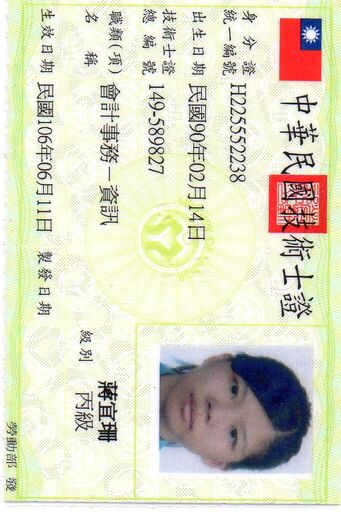 中華民國技術士證
身分證統一編號 H225552238
出生日期 民國90年02月14日
技術士證總編號 149-589827
職類(項)名稱 會計事務－資訊
蔣宜珊
級別 丙級
生效日期 民國106年06月11日 製發日期
勞動部 發